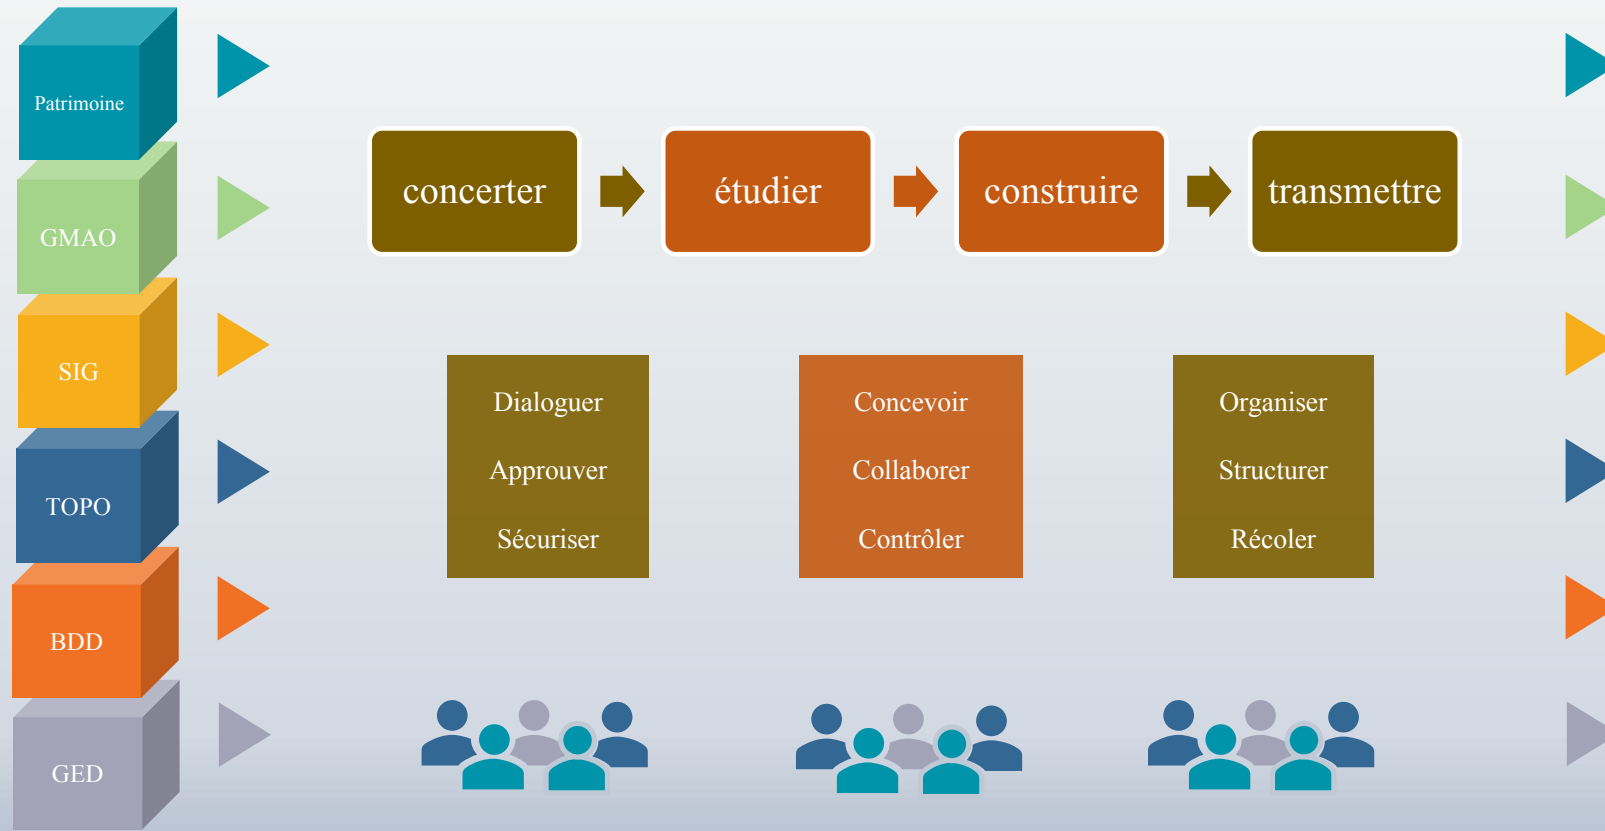 Patrimoine
GMAO
SIG
TOPO
BDD
GED
concerter
étudier
construire
transmettre
Dialoguer
Approuver
Sécuriser
Concevoir
Collaborer
Contrôler
Organiser
Structurer
Récoler